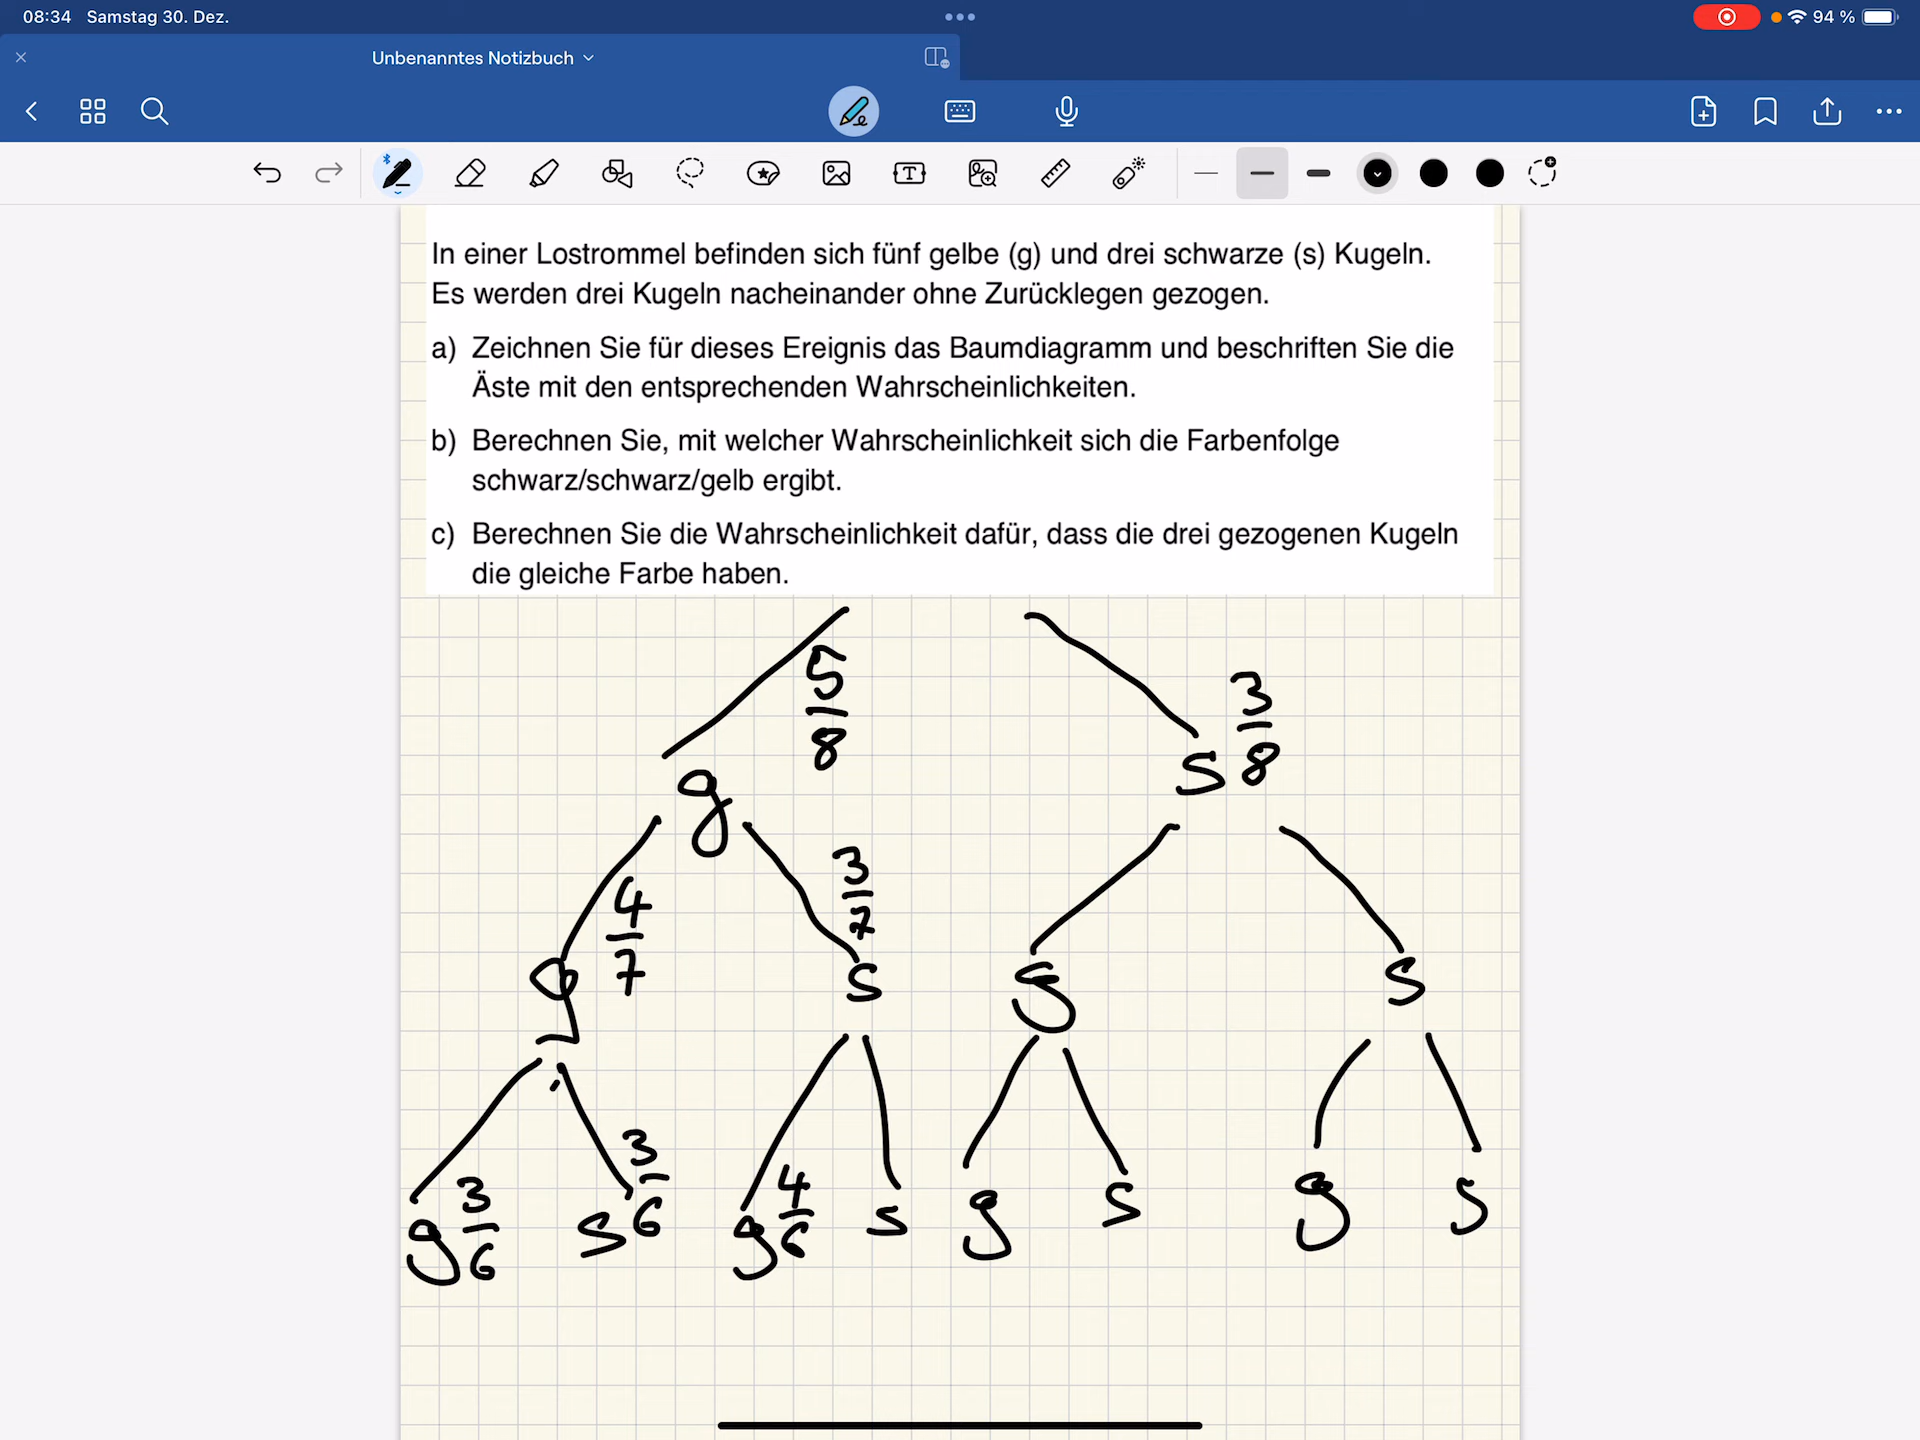 08:34 Samstag 30. Dez.
94 %
Unbenanntes Notizbuch
In einer Lostrommel befinden sich fünf gelbe (g) und drei schwarze (s) Kugeln.
Es werden drei Kugeln nacheinander ohne Zurücklegen gezogen.
a) Zeichnen Sie für dieses Ereignis das Baumdiagramm und beschriften Sie die
Äste mit den entsprechenden Wahrscheinlichkeiten.
b) Berechnen Sie, mit welcher Wahrscheinlichkeit sich die Farbenfolge
schwarz/schwarz/gelb ergibt.
c) Berechnen Sie die Wahrscheinlichkeit dafür, dass die drei gezogenen Kugeln
die gleiche Farbe haben.
5/8 3/8
g s
4/7 3/7
g s g s
3/6 3/6 4/6
g s g s g s g s